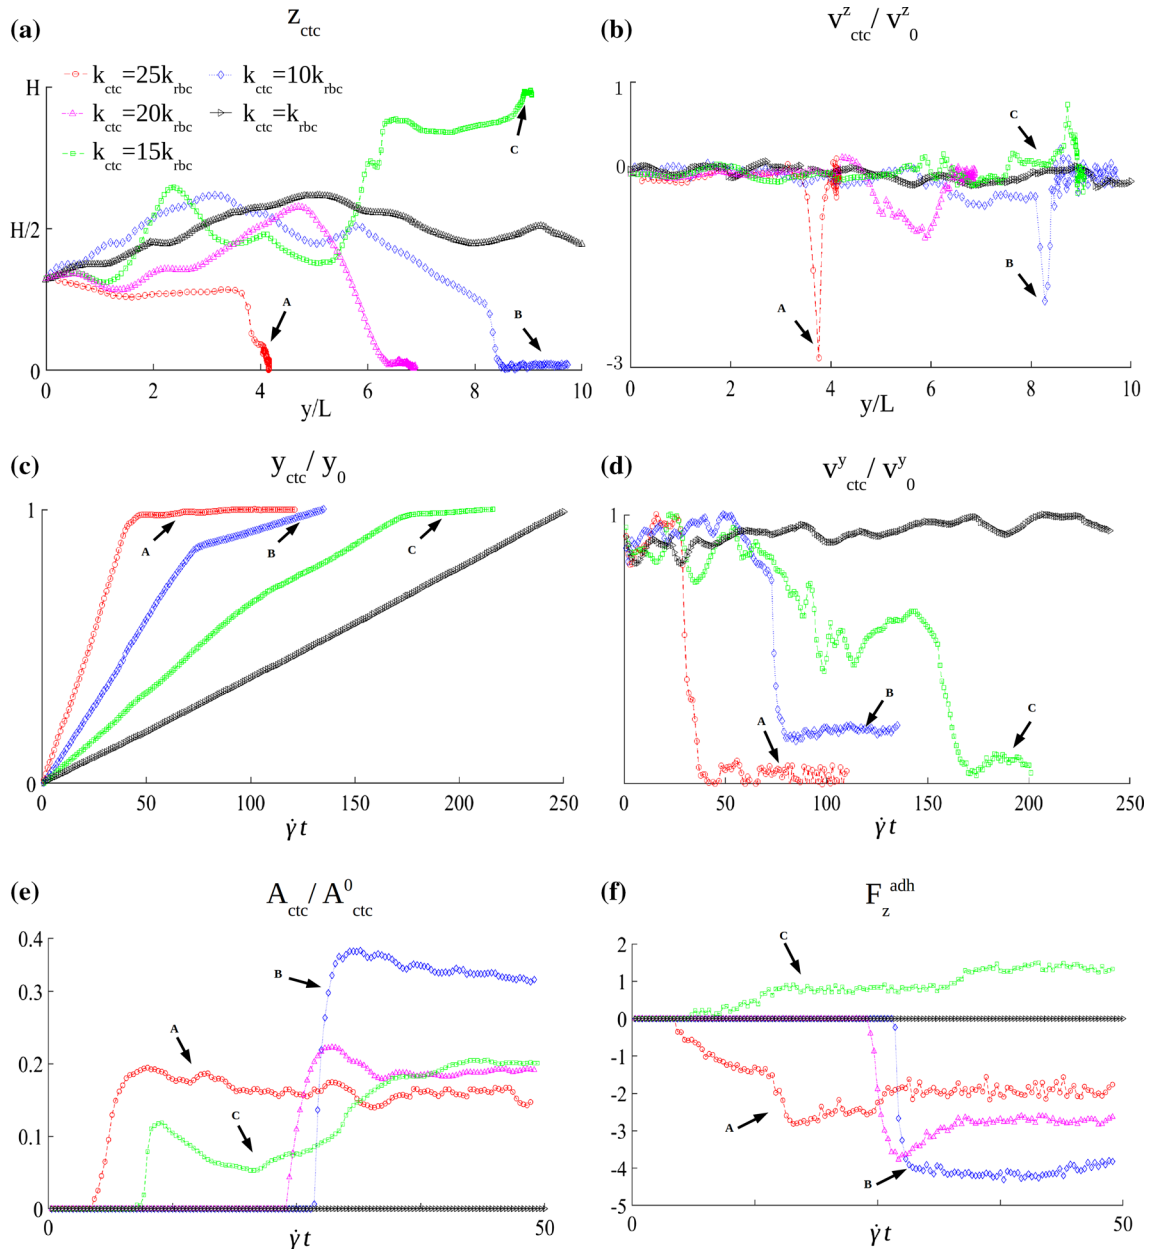 (a) z_ctc
H
k_ctc=25k_rbc k_ctc=10k_rbc
k_ctc=20k_rbc k_ctc=k_rbc
k_ctc=15k_rbc
C
H/2
A
B
0
0 2 4 6 8 10
y/L
(b) v^z_ctc / v^z_0
1
C
0
B
A
-3
0 2 4 6 8 10
y/L
(c) y_ctc / y_0
1
A B C
0
0 50 100 150 200 250
γ̇ t
(d) v^y_ctc / v^y_0
1
B
A C
0
0 50 100 150 200 250
γ̇ t
(e) A_ctc / A^0_ctc
0.4
B
0.3
A
0.2
C
0.1
0
0 50
γ̇ t
(f) F_z^adh
2
C
1
0
-1
-2
A
-3
B
-4
-5
0 50
γ̇ t